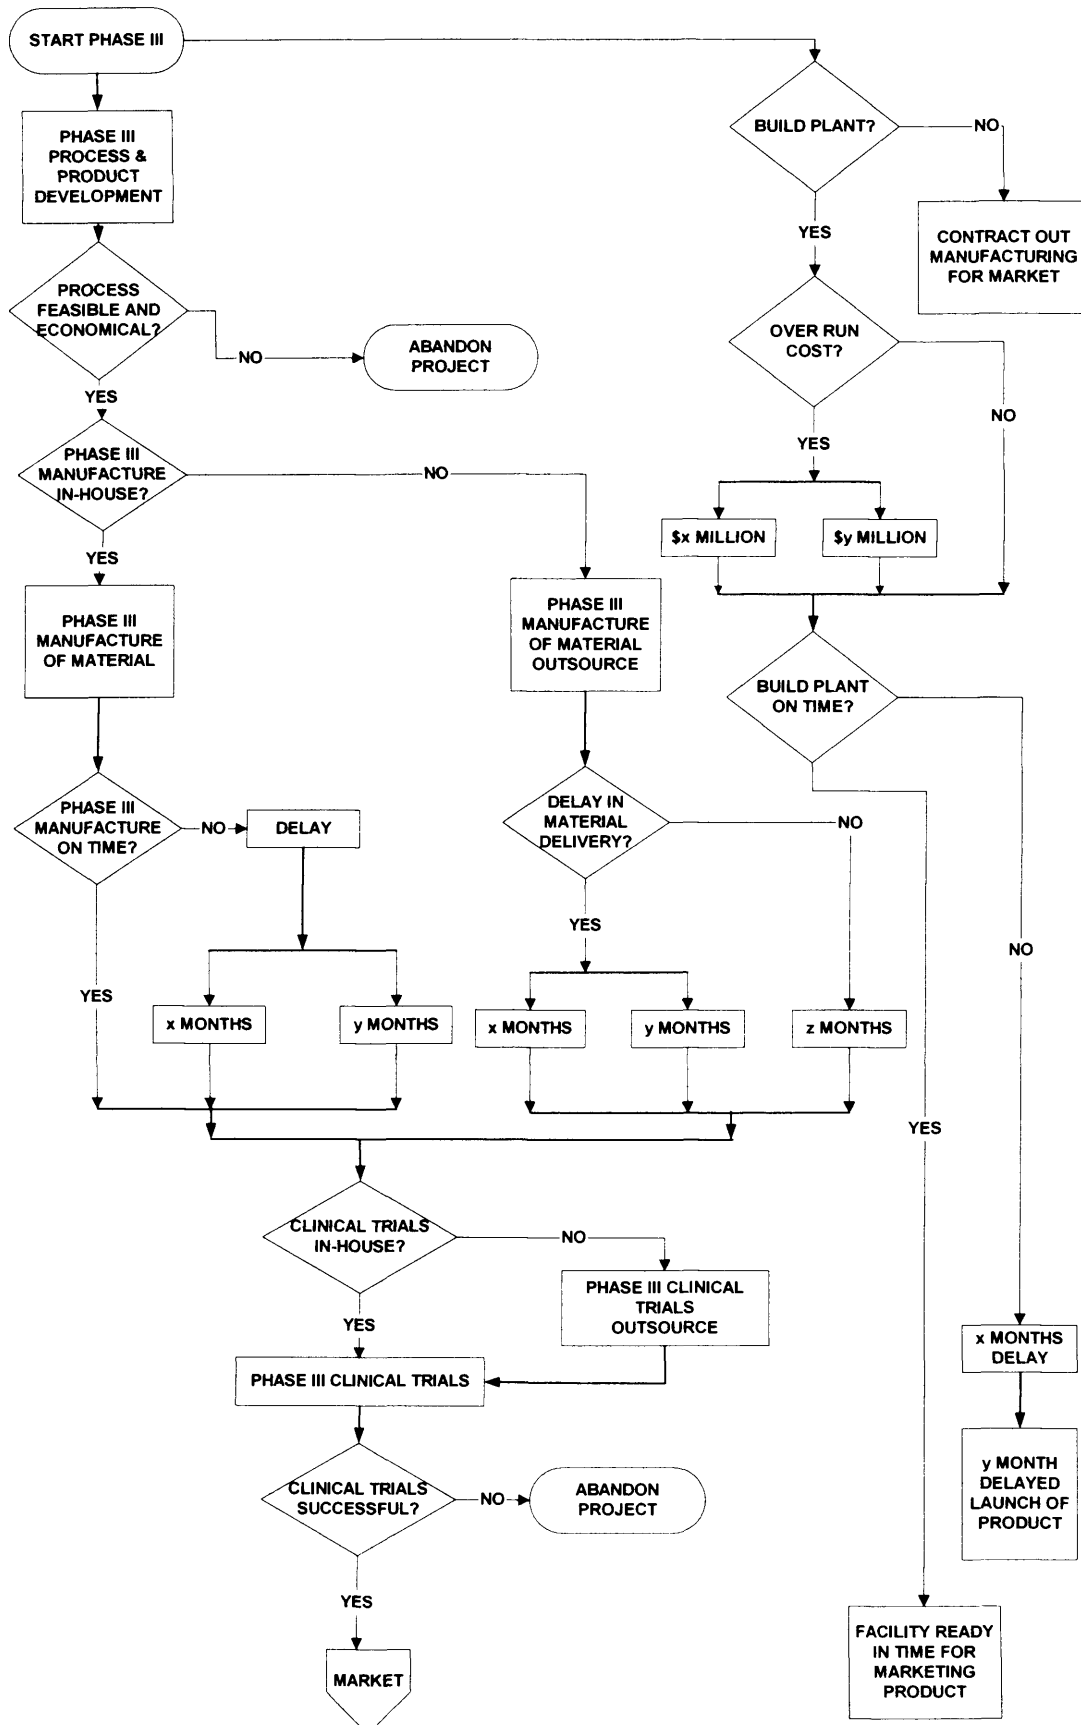 START PHASE III
PHASE III
PROCESS &
PRODUCT
DEVELOPMENT
BUILD PLANT?
NO
YES
CONTRACT OUT
MANUFACTURING
FOR MARKET
PROCESS
FEASIBLE AND
ECONOMICAL?
NO
ABANDON
PROJECT
YES
OVER RUN
COST?
NO
YES
PHASE III
MANUFACTURE
IN-HOUSE?
NO
YES
$x MILLION
$y MILLION
PHASE III
MANUFACTURE
OF MATERIAL
PHASE III
MANUFACTURE
OF MATERIAL
OUTSOURCE
BUILD PLANT
ON TIME?
PHASE III
MANUFACTURE
ON TIME?
NO
DELAY
DELAY IN
MATERIAL
DELIVERY?
NO
YES
NO
YES
x MONTHS
y MONTHS
x MONTHS
y MONTHS
z MONTHS
YES
CLINICAL TRIALS
IN-HOUSE?
NO
YES
PHASE III CLINICAL
TRIALS
OUTSOURCE
x MONTHS
DELAY
PHASE III CLINICAL TRIALS
y MONTH
DELAYED
LAUNCH OF
PRODUCT
CLINICAL TRIALS
SUCCESSFUL?
NO
ABANDON
PROJECT
YES
FACILITY READY
IN TIME FOR
MARKETING
PRODUCT
MARKET